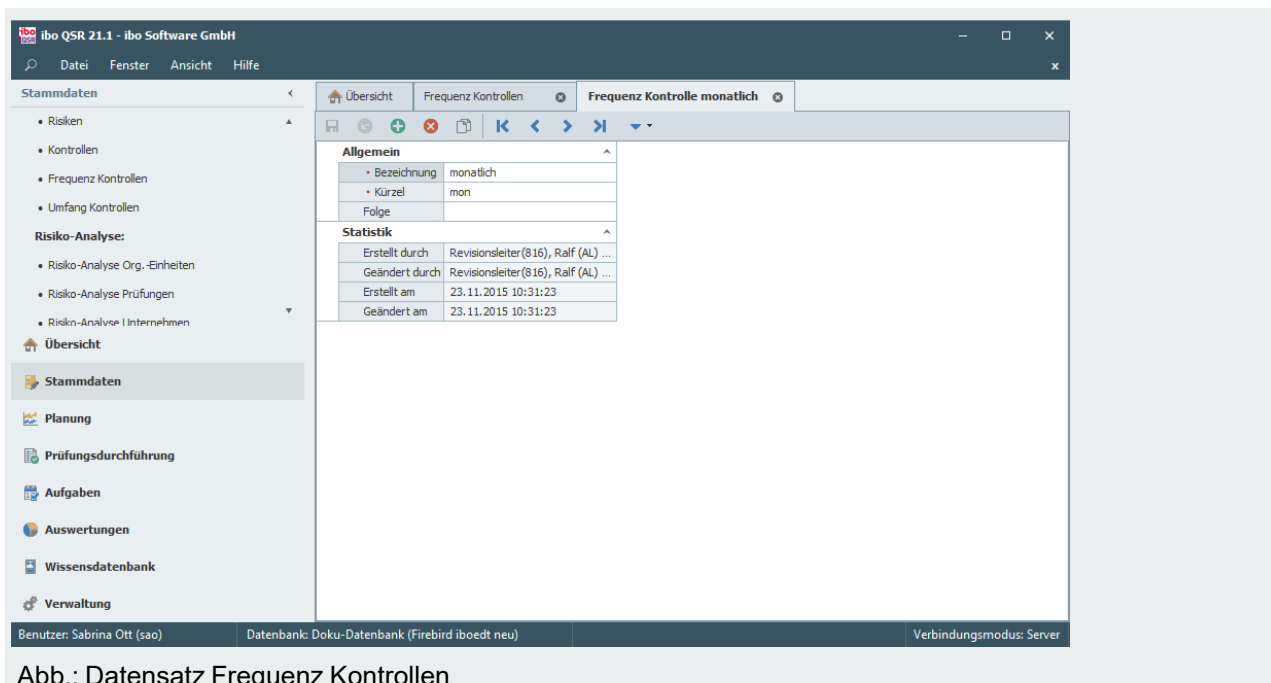 ibo QSR 21.1 - ibo Software GmbH
Datei Fenster Ansicht Hilfe
Stammdaten
Übersicht
Frequenz Kontrollen
Frequenz Kontrolle monatlich
• Risiken
• Kontrollen
• Frequenz Kontrollen
• Umfang Kontrollen
Risiko-Analyse:
• Risiko-Analyse Org.-Einheiten
• Risiko-Analyse Prüfungen
• Risiko-Analyse Unternehmen
Übersicht
Stammdaten
Planung
Prüfungsdurchführung
Aufgaben
Auswertungen
Wissensdatenbank
Verwaltung
Allgemein
• Bezeichnung monatlich
• Kürzel mon
Folge
Statistik
Erstellt durch Revisionsleiter(816), Ralf (AL) ...
Geändert durch Revisionsleiter(816), Ralf (AL) ...
Erstellt am 23.11.2015 10:31:23
Geändert am 23.11.2015 10:31:23
Benutzer: Sabrina Ott (sao) Datenbank: Doku-Datenbank (Firebird iboedt neu) Verbindungsmodus: Server
Abb.: Datensatz Frequenz Kontrollen